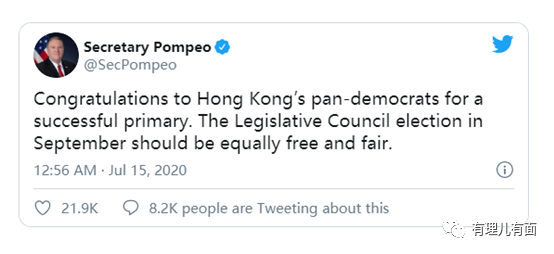 Secretary Pompeo
@SecPompeo
Congratulations to Hong Kong's pan-democrats for a
successful primary. The Legislative Council election in
September should be equally free and fair.
12:56 AM · Jul 15, 2020
21.9K 8.2K people are Tweeting about this
有理儿有面